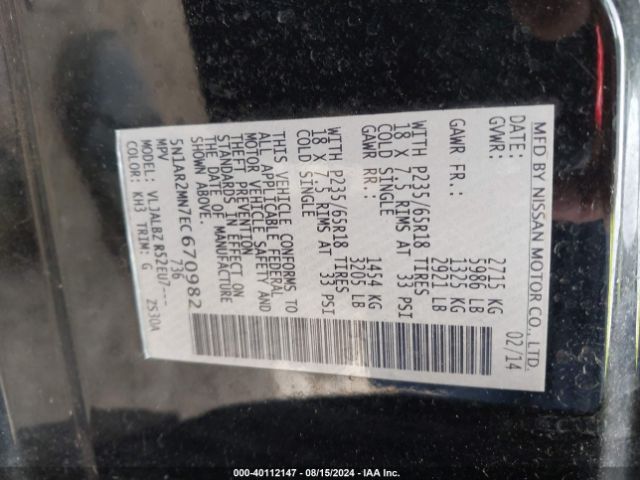 MFD BY NISSAN MOTOR CO., LTD.
DATE: 02/14
GVWR: 2715 KG
5986 LB
GAWR FR.: 1325 KG
2921 LB
WITH P235/65R18 TIRES
18 X 7.5 RIMS AT 33 PSI
COLD SINGLE
GAWR RR.: 1454 KG
3205 LB
WITH P235/65R18 TIRES
18 X 7.5 RIMS AT 33 PSI
COLD SINGLE
THIS VEHICLE CONFORMS TO
ALL APPLICABLE FEDERAL
MOTOR VEHICLE SAFETY AND
THEFT PREVENTION
STANDARDS IN EFFECT ON
THE DATE OF MANUFACTURE
SHOWN ABOVE.
5N1AR2MN7EC670982
MPV 736
MODEL: VLJALBZ R52EU7---
COLOR: KH3 TRIM: G ZS30A
000-40112147 - 08/15/2024 - IAA Inc.